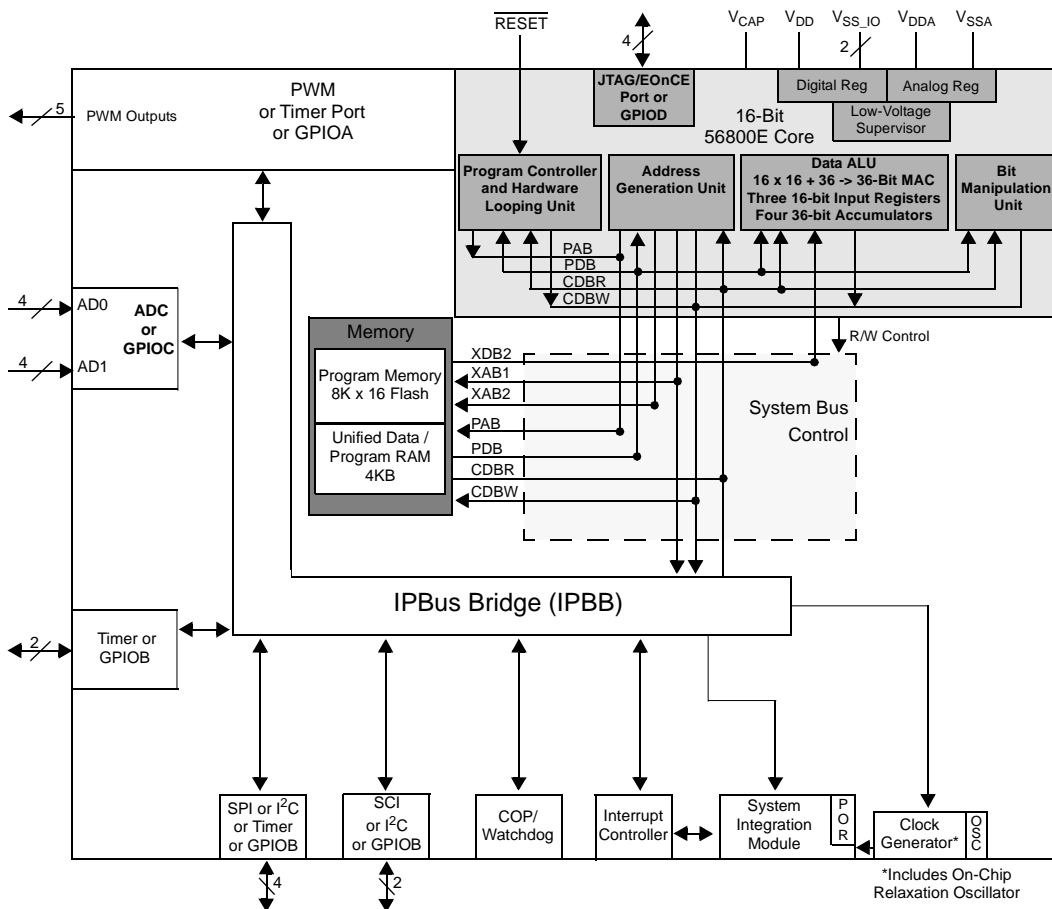 RESET
4
V_CAP
V_DD
V_SS_IO
V_DDA
V_SSA
2
JTAG/EOnCE
Port or
GPIOD
Digital Reg
Analog Reg
Low-Voltage
Supervisor
16-Bit
56800E Core
PWM
or Timer Port
or GPIOA
5
PWM Outputs
Program Controller
and Hardware
Looping Unit
Address
Generation Unit
Data ALU
16 x 16 + 36 -> 36-Bit MAC
Three 16-bit Input Registers
Four 36-bit Accumulators
Bit
Manipulation
Unit
PAB
PDB
CDBR
CDBW
4
AD0
4
AD1
ADC
or
GPIOC
Memory
Program Memory
8K x 16 Flash
Unified Data /
Program RAM
4KB
XDB2
XAB1
XAB2
PAB
PDB
CDBR
CDBW
R/W Control
System Bus
Control
IPBus Bridge (IPBB)
2
Timer or
GPIOB
SPI or I²C
or Timer
or GPIOB
4
SCI
or I²C
or GPIOB
2
COP/
Watchdog
Interrupt
Controller
System
Integration
Module
POR
Clock
Generator*
OSC
*Includes On-Chip
Relaxation Oscillator